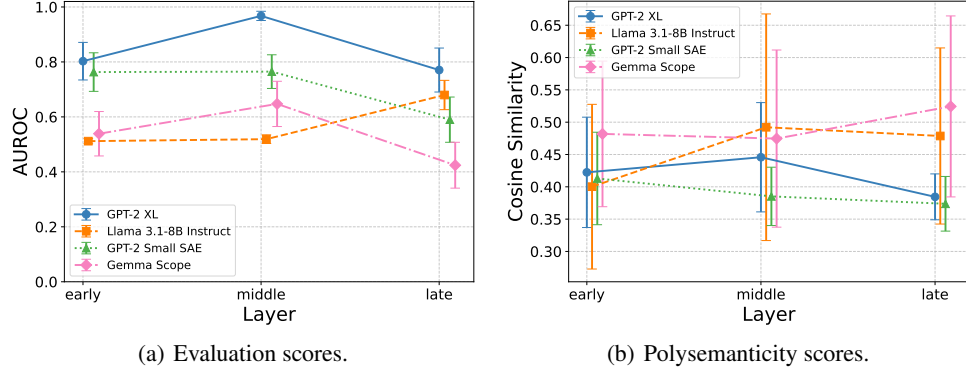 1.0
0.8
0.6
0.4
0.2
0.0
AUROC
early
middle
late
Layer
GPT-2 XL
Llama 3.1-8B Instruct
GPT-2 Small SAE
Gemma Scope
(a) Evaluation scores.
0.65
0.60
0.55
0.50
0.45
0.40
0.35
0.30
Cosine Similarity
early
middle
late
Layer
GPT-2 XL
Llama 3.1-8B Instruct
GPT-2 Small SAE
Gemma Scope
(b) Polysemanticity scores.